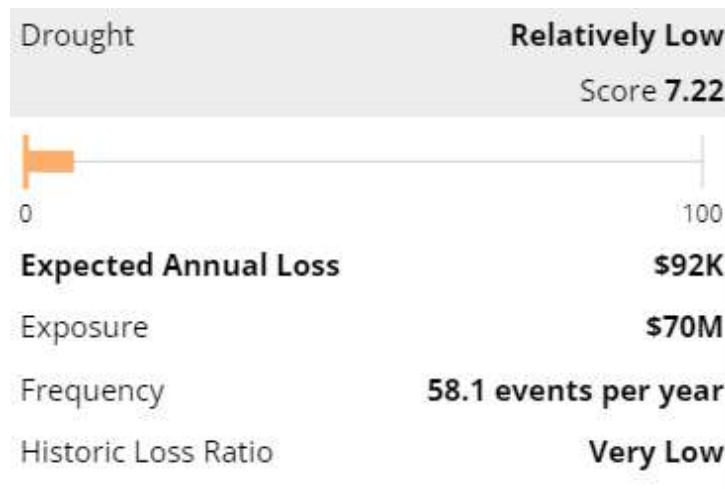 Drought Relatively Low
Score 7.22
0 100
Expected Annual Loss $92K
Exposure $70M
Frequency 58.1 events per year
Historic Loss Ratio Very Low